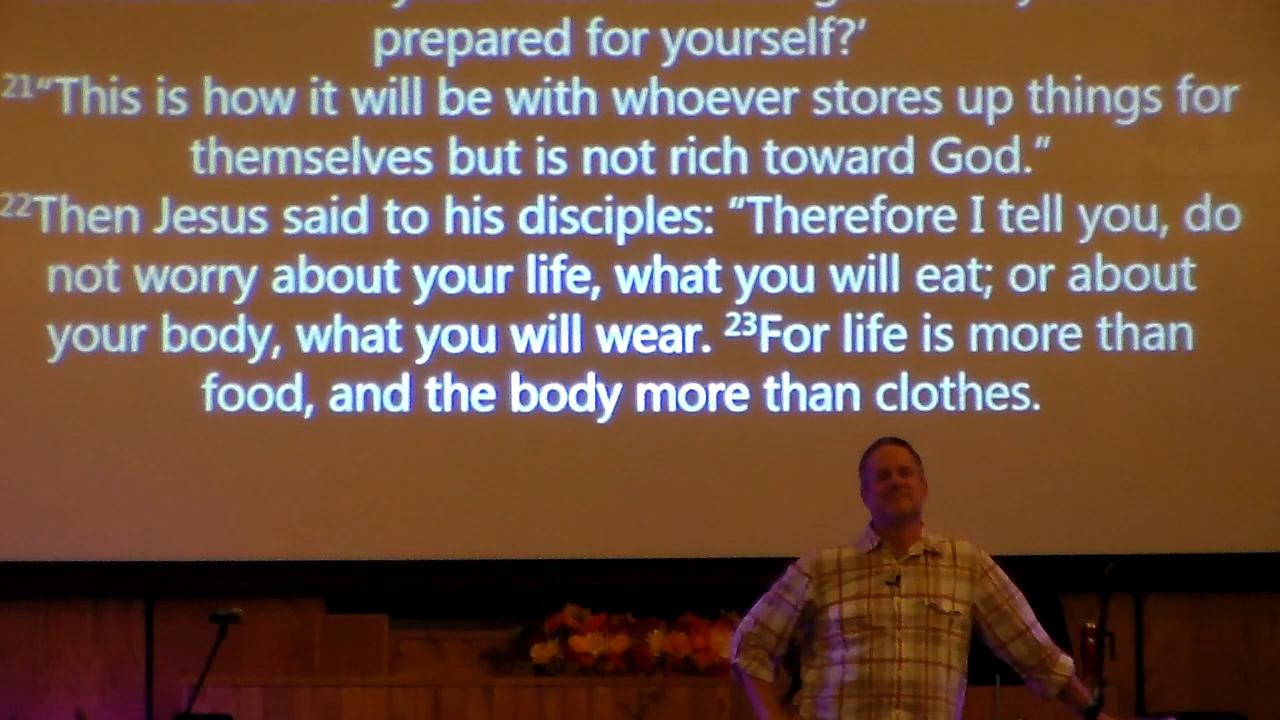 prepared for yourself?’
²¹“This is how it will be with whoever stores up things for
themselves but is not rich toward God.”
²²Then Jesus said to his disciples: “Therefore I tell you, do
not worry about your life, what you will eat; or about
your body, what you will wear. ²³For life is more than
food, and the body more than clothes.